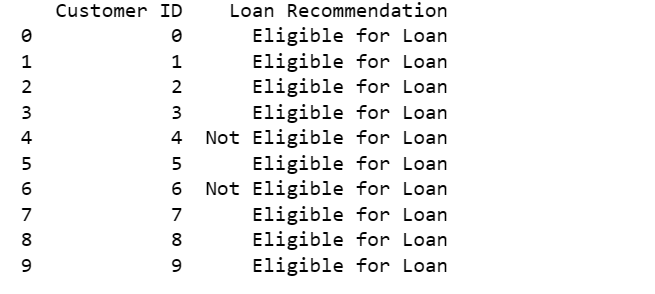 Customer ID Loan Recommendation
0 0 Eligible for Loan
1 1 Eligible for Loan
2 2 Eligible for Loan
3 3 Eligible for Loan
4 4 Not Eligible for Loan
5 5 Eligible for Loan
6 6 Not Eligible for Loan
7 7 Eligible for Loan
8 8 Eligible for Loan
9 9 Eligible for Loan